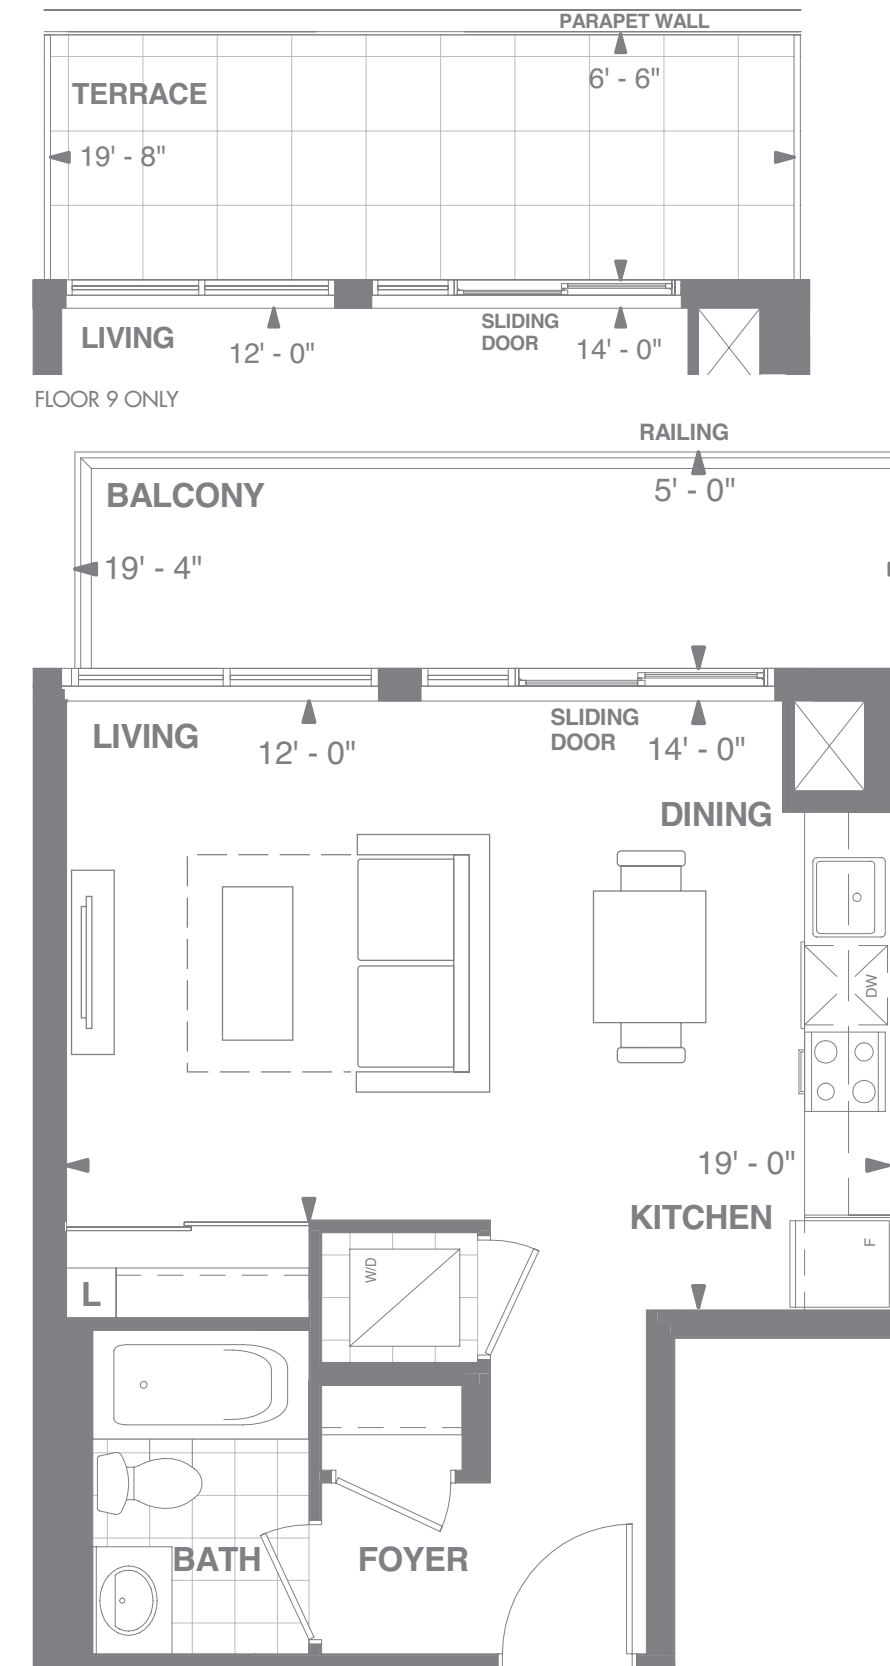 PARAPET WALL
TERRACE
6' - 6"
19' - 8"
LIVING
12' - 0"
SLIDING
DOOR
14' - 0"
FLOOR 9 ONLY
RAILING
BALCONY
5' - 0"
19' - 4"
LIVING
12' - 0"
SLIDING
DOOR
14' - 0"
DINING
DW
19' - 0"
KITCHEN
F
W/D
L
BATH
FOYER